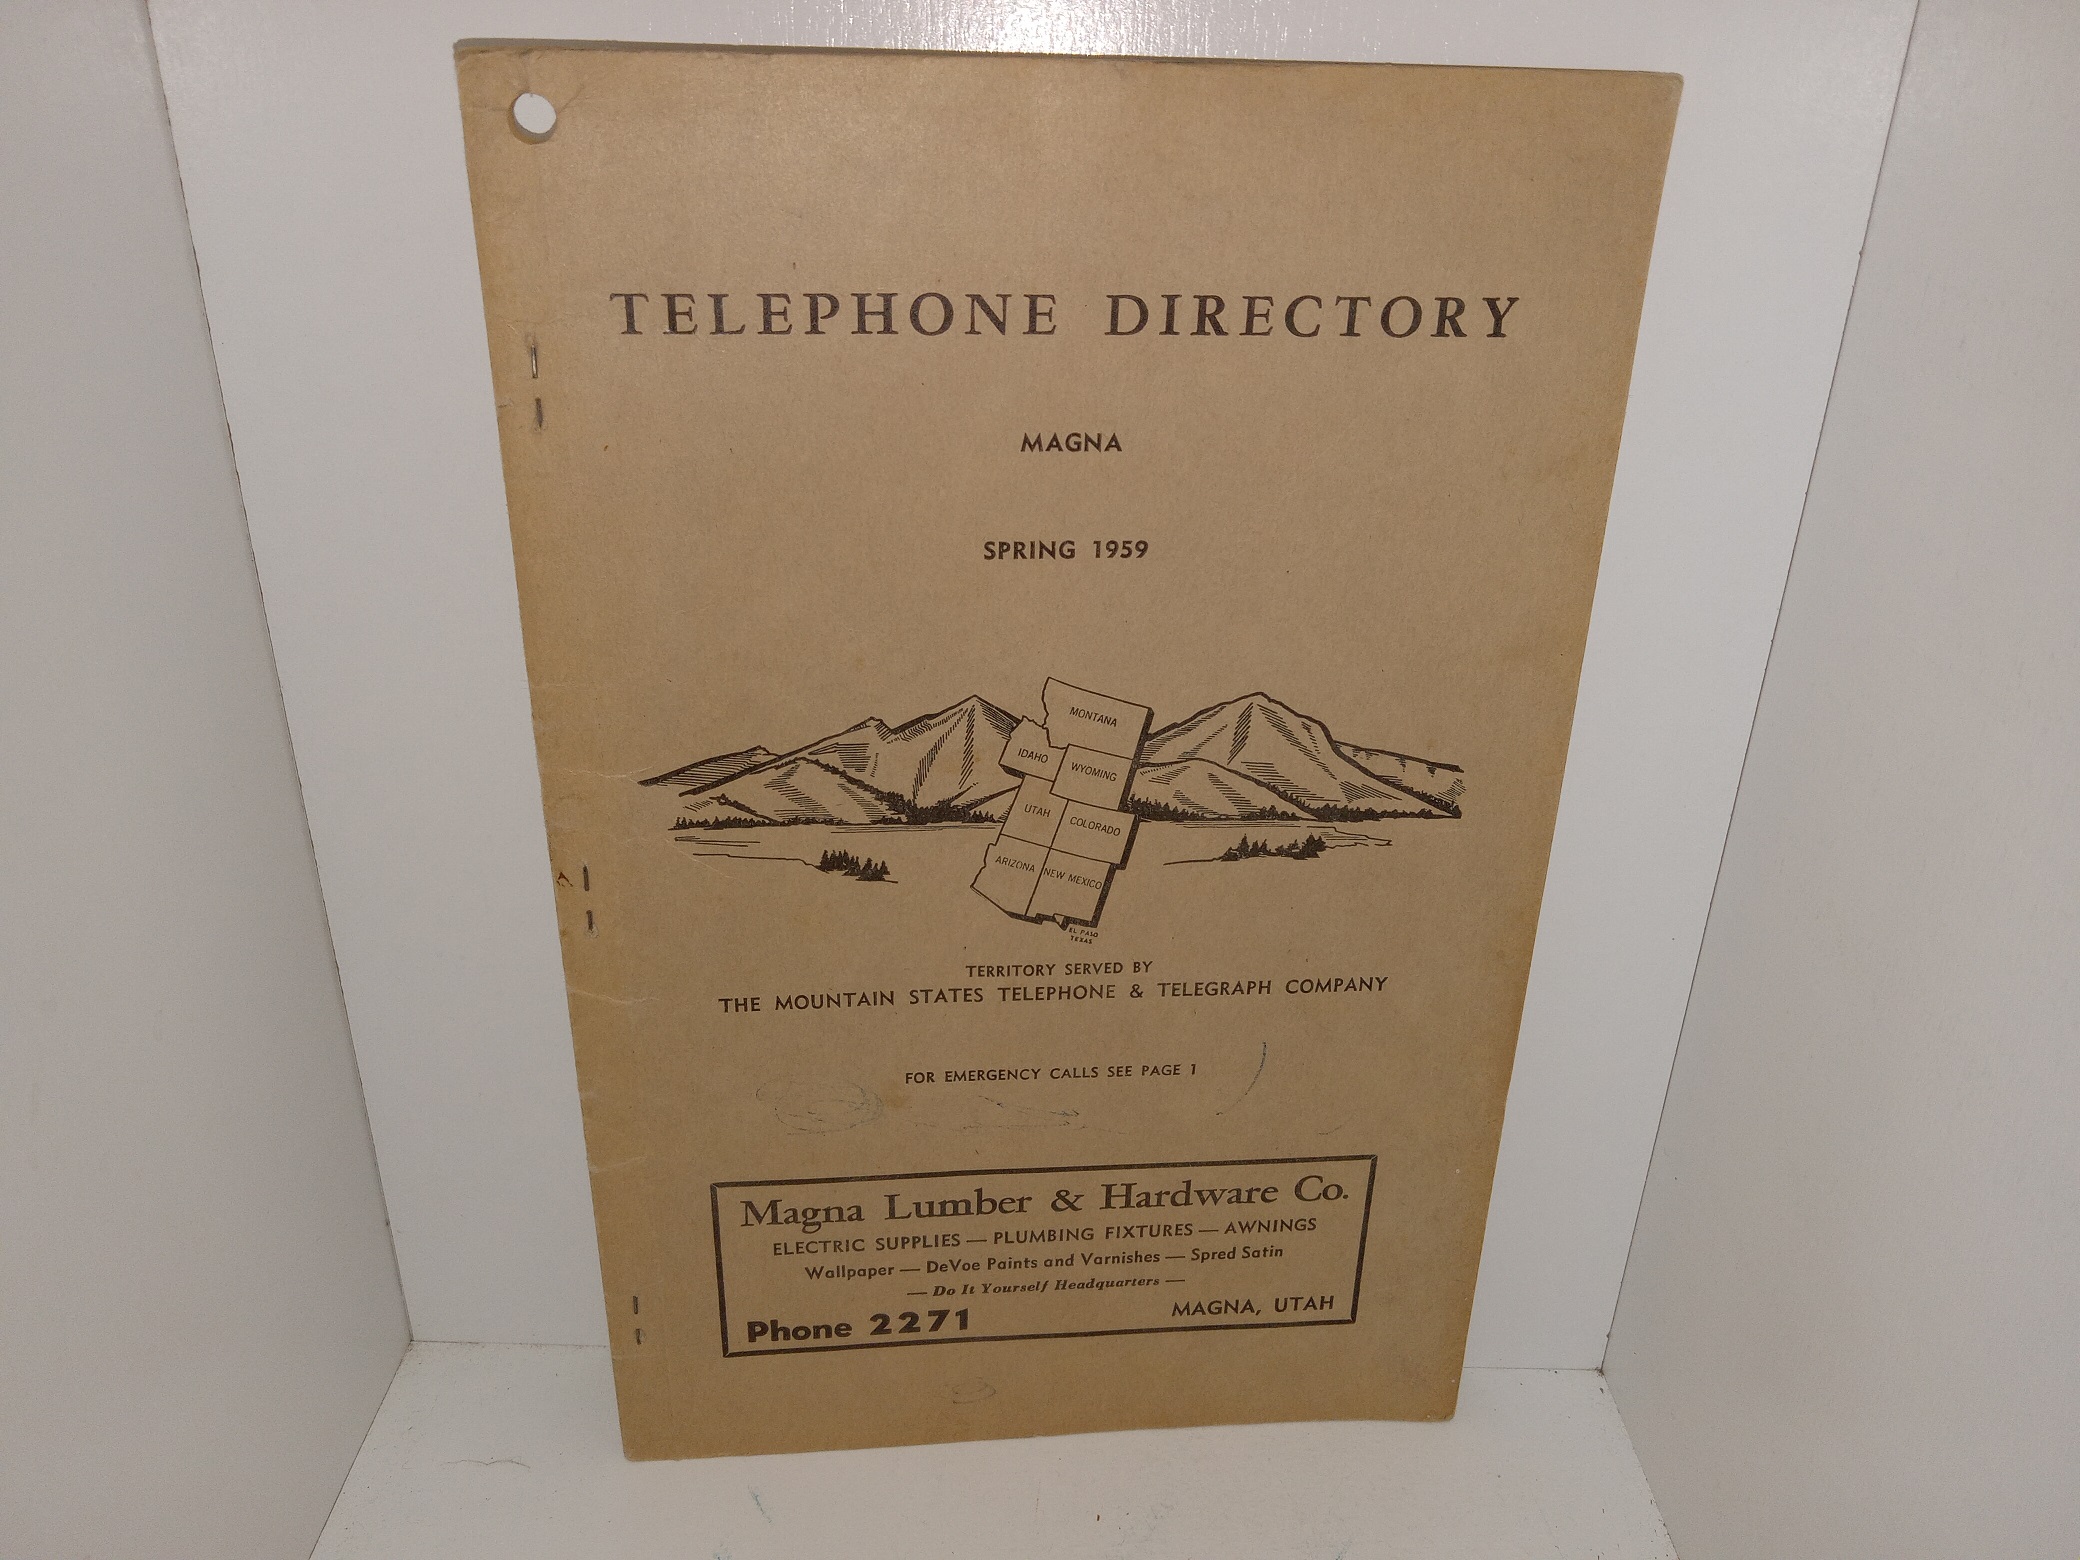 TELEPHONE DIRECTORY
MAGNA
SPRING 1959
MONTANA
IDAHO
WYOMING
UTAH
COLORADO
ARIZONA
NEW MEXICO
EL PASO
TEXAS
TERRITORY SERVED BY
THE MOUNTAIN STATES TELEPHONE & TELEGRAPH COMPANY
FOR EMERGENCY CALLS SEE PAGE 1
Magna Lumber & Hardware Co.
ELECTRIC SUPPLIES — PLUMBING FIXTURES — AWNINGS
Wallpaper — DeVoe Paints and Varnishes — Spred Satin
— Do It Yourself Headquarters —
Phone 2271 MAGNA, UTAH